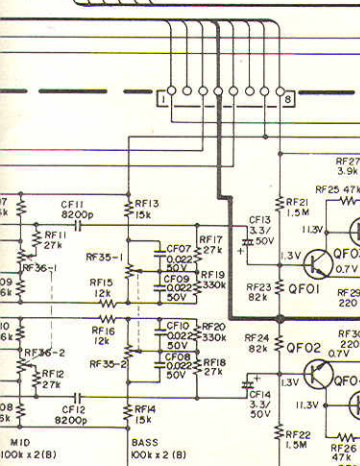 1 8
RF27
3.9k
RF25 47k
CF11
8200p
RF13
15k
RF21
1.5M
RF11
27k
CF13
3.3/
50V
11.3V
RF17
27k
CF07
0.022
50V
RF35-1
RF36-1
1.3V
0.7V
CF09
0.022
50V
RF19
330k
RF15
12k
RF23
82k
QF01
RF29
220
RF16
12k
CF10
0.022
50V
RF20
330k
RF24
82k
QF02
0.7V
220
RF36-2
RF35-2
CF08
0.022
50V
RF18
27k
RF12
27k
1.3V
CF14
3.3/
50V
11.3V
CF12
8200p
RF14
15k
RF22
1.5M
RF26
47k
MID
100k x 2(B)
BASS
100k x 2(B)